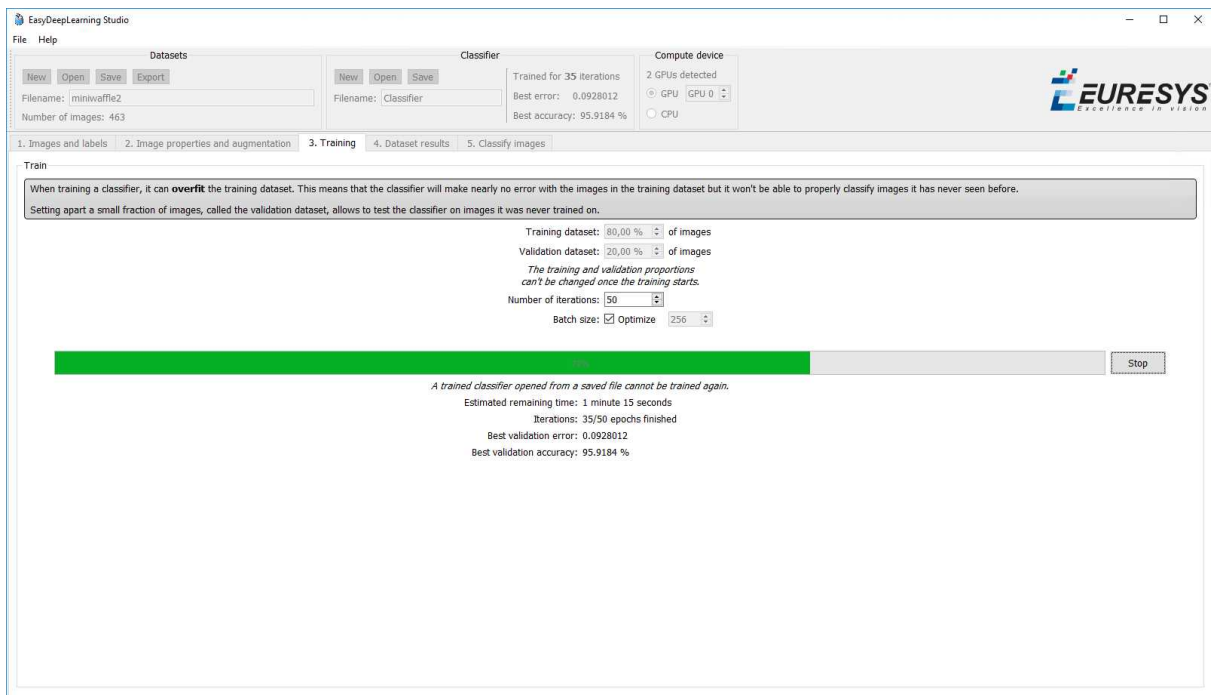 EasyDeepLearning Studio
File Help
Datasets
New Open Save Export
Filename: miniwaffle2
Number of images: 463
Classifier
New Open Save
Filename: Classifier
Trained for 35 iterations
Best error: 0.0928012
Best accuracy: 95.9184 %
Compute device
2 GPUs detected
GPU GPU 0
CPU
EURESYS
Excellence in vision
1. Images and labels 2. Image properties and augmentation 3. Training 4. Dataset results 5. Classify images
Train
When training a classifier, it can overfit the training dataset. This means that the classifier will make nearly no error with the images in the training dataset but it won't be able to properly classify images it has never seen before.
Setting apart a small fraction of images, called the validation dataset, allows to test the classifier on images it was never trained on.
Training dataset: 80,00 % of images
Validation dataset: 20,00 % of images
The training and validation proportions
can't be changed once the training starts.
Number of iterations: 50
Batch size: Optimize 256
Stop
A trained classifier opened from a saved file cannot be trained again.
Estimated remaining time: 1 minute 15 seconds
Iterations: 35/50 epochs finished
Best validation error: 0.0928012
Best validation accuracy: 95.9184 %